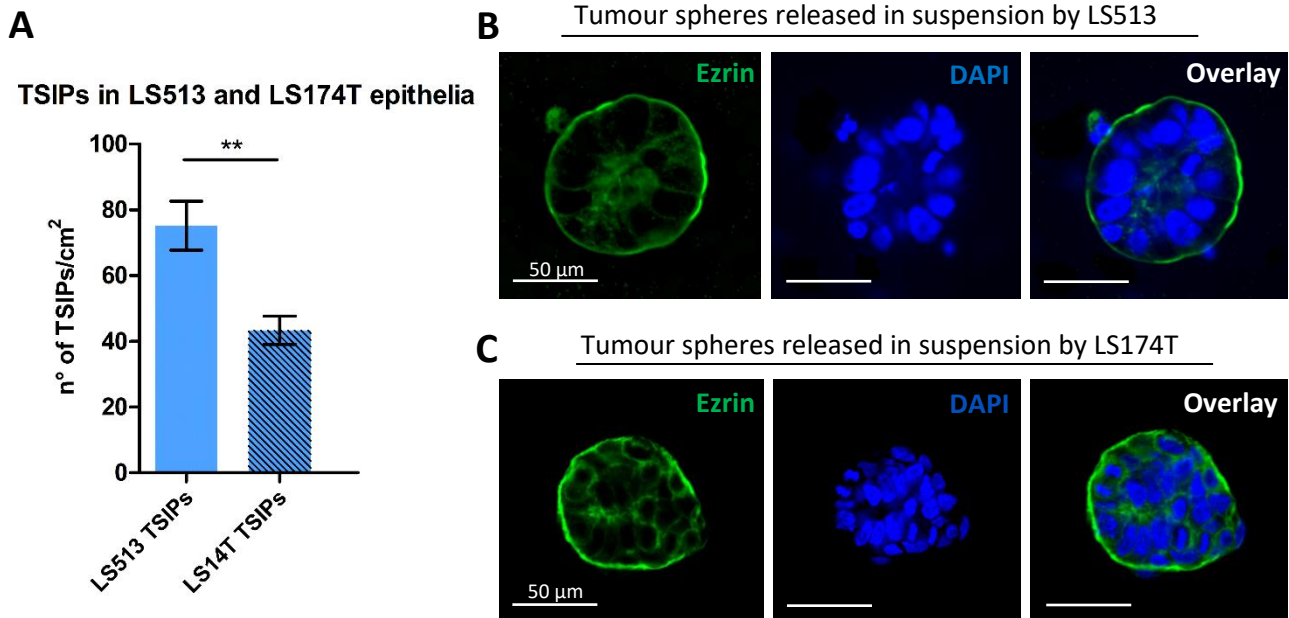 A
TSIPs in LS513 and LS174T epithelia
**
n° of TSIPs/cm²
100
80
60
40
20
0
LS513 TSIPs
LS14T TSIPs
B
Tumour spheres released in suspension by LS513
Ezrin
DAPI
Overlay
50 µm
C
Tumour spheres released in suspension by LS174T
Ezrin
DAPI
Overlay
50 µm